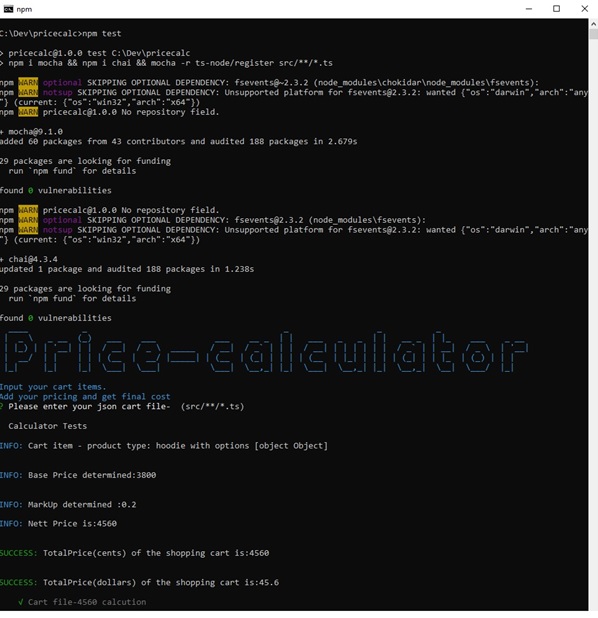 npm
C:\Dev\pricecalc>npm test
> pricecalc@1.0.0 test C:\Dev\pricecalc
> npm i mocha && npm i chai && mocha -r ts-node/register src/**/*.ts
npm WARN optional SKIPPING OPTIONAL DEPENDENCY: fsevents@~2.3.2 (node_modules\chokidar\node_modules\fsevents):
npm WARN notsup SKIPPING OPTIONAL DEPENDENCY: Unsupported platform for fsevents@2.3.2: wanted {"os":"darwin","arch":"any
"} (current: {"os":"win32","arch":"x64"})
npm WARN pricecalc@1.0.0 No repository field.
+ mocha@9.1.0
added 60 packages from 43 contributors and audited 188 packages in 2.679s
29 packages are looking for funding
run `npm fund` for details
found 0 vulnerabilities
npm WARN pricecalc@1.0.0 No repository field.
npm WARN optional SKIPPING OPTIONAL DEPENDENCY: fsevents@2.3.2 (node_modules\fsevents):
npm WARN notsup SKIPPING OPTIONAL DEPENDENCY: Unsupported platform for fsevents@2.3.2: wanted {"os":"darwin","arch":"any
"} (current: {"os":"win32","arch":"x64"})
+ chai@4.3.4
updated 1 package and audited 188 packages in 1.238s
29 packages are looking for funding
run `npm fund` for details
found 0 vulnerabilities
Price-calculator
Input your cart items.
Add your pricing and get final cost
? Please enter your json cart file- (src/**/*.ts)
Calculator Tests
INFO: Cart item - product type: hoodie with options [object Object]
INFO: Base Price determined:3800
INFO: MarkUp determined :0.2
INFO: Nett Price is:4560
SUCCESS: TotalPrice(cents) of the shopping cart is:4560
SUCCESS: TotalPrice(dollars) of the shopping cart is:45.6
√ Cart file-4560 calcution